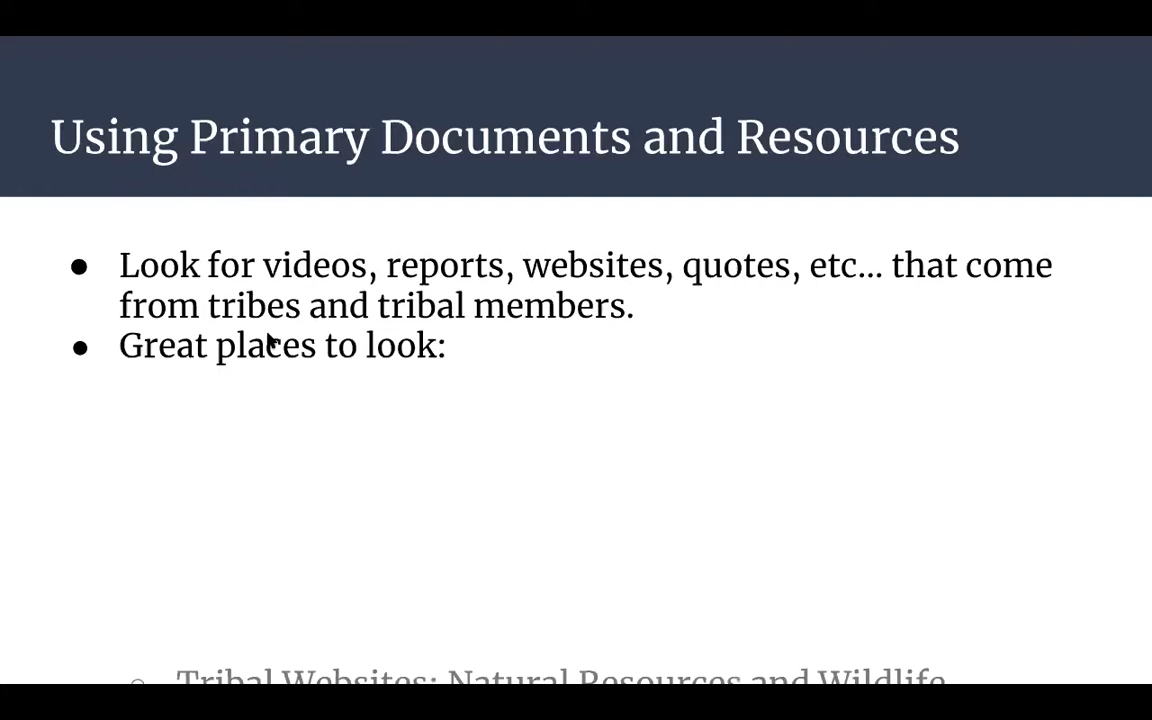 Using Primary Documents and Resources
● Look for videos, reports, websites, quotes, etc... that come
from tribes and tribal members.
● Great places to look:
○ Tribal Websites: Natural Resources and Wildlife